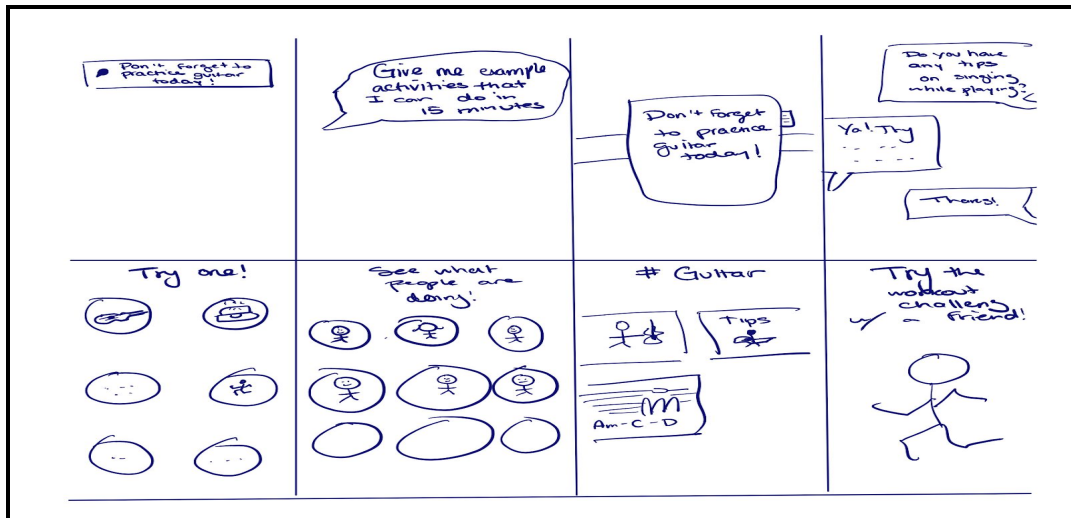 Don't forget to
practice guitar
today!
Give me example
activities that
I can do in
15 minutes
Don't forget
to practice
guitar
today!
Do you have
any tips
on singing
while playing?
Ya! Try
Thanks!
Try one!
See what
people are
doing!
# Guitar
Tips
Am-C-D
Try the
workout
challeng
w/ a friend!